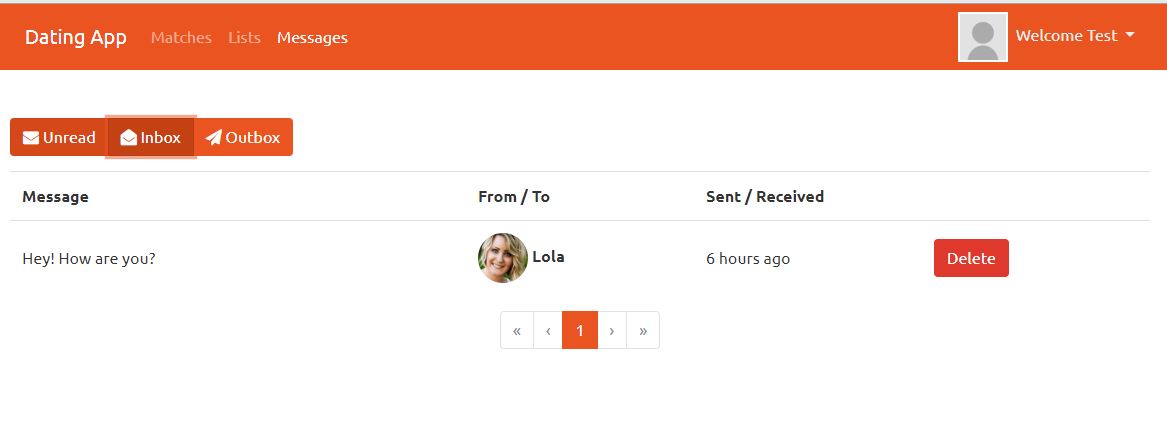 Dating App Matches Lists Messages Welcome Test
Unread Inbox Outbox
Message From / To Sent / Received
Hey! How are you? Lola 6 hours ago Delete
« ‹ 1 › »